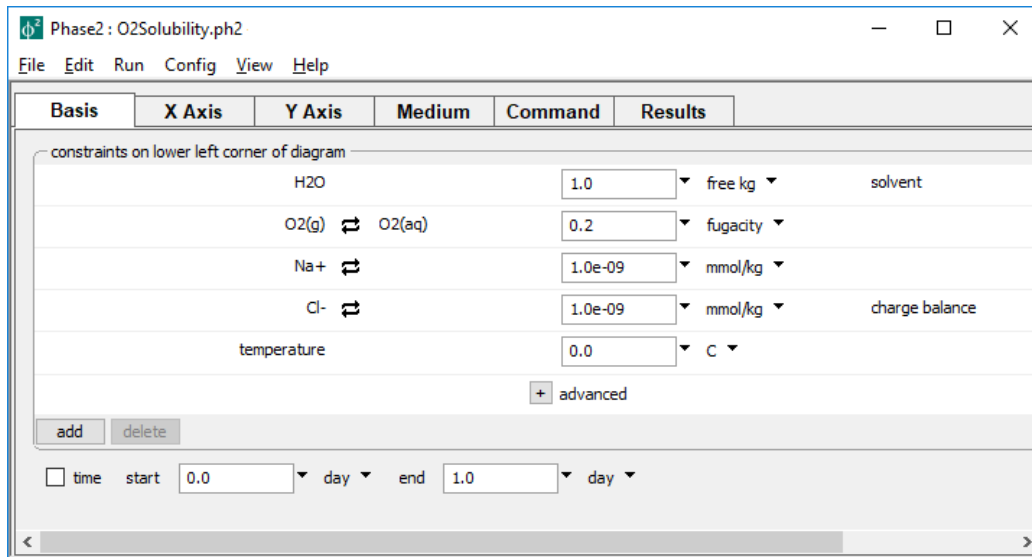 ϕ² Phase2 : O2Solubility.ph2
File Edit Run Config View Help
Basis X Axis Y Axis Medium Command Results
constraints on lower left corner of diagram
H2O 1.0 free kg solvent
O2(g) O2(aq) 0.2 fugacity
Na+ 1.0e-09 mmol/kg
Cl- 1.0e-09 mmol/kg charge balance
temperature 0.0 C
+ advanced
add delete
time start 0.0 day end 1.0 day